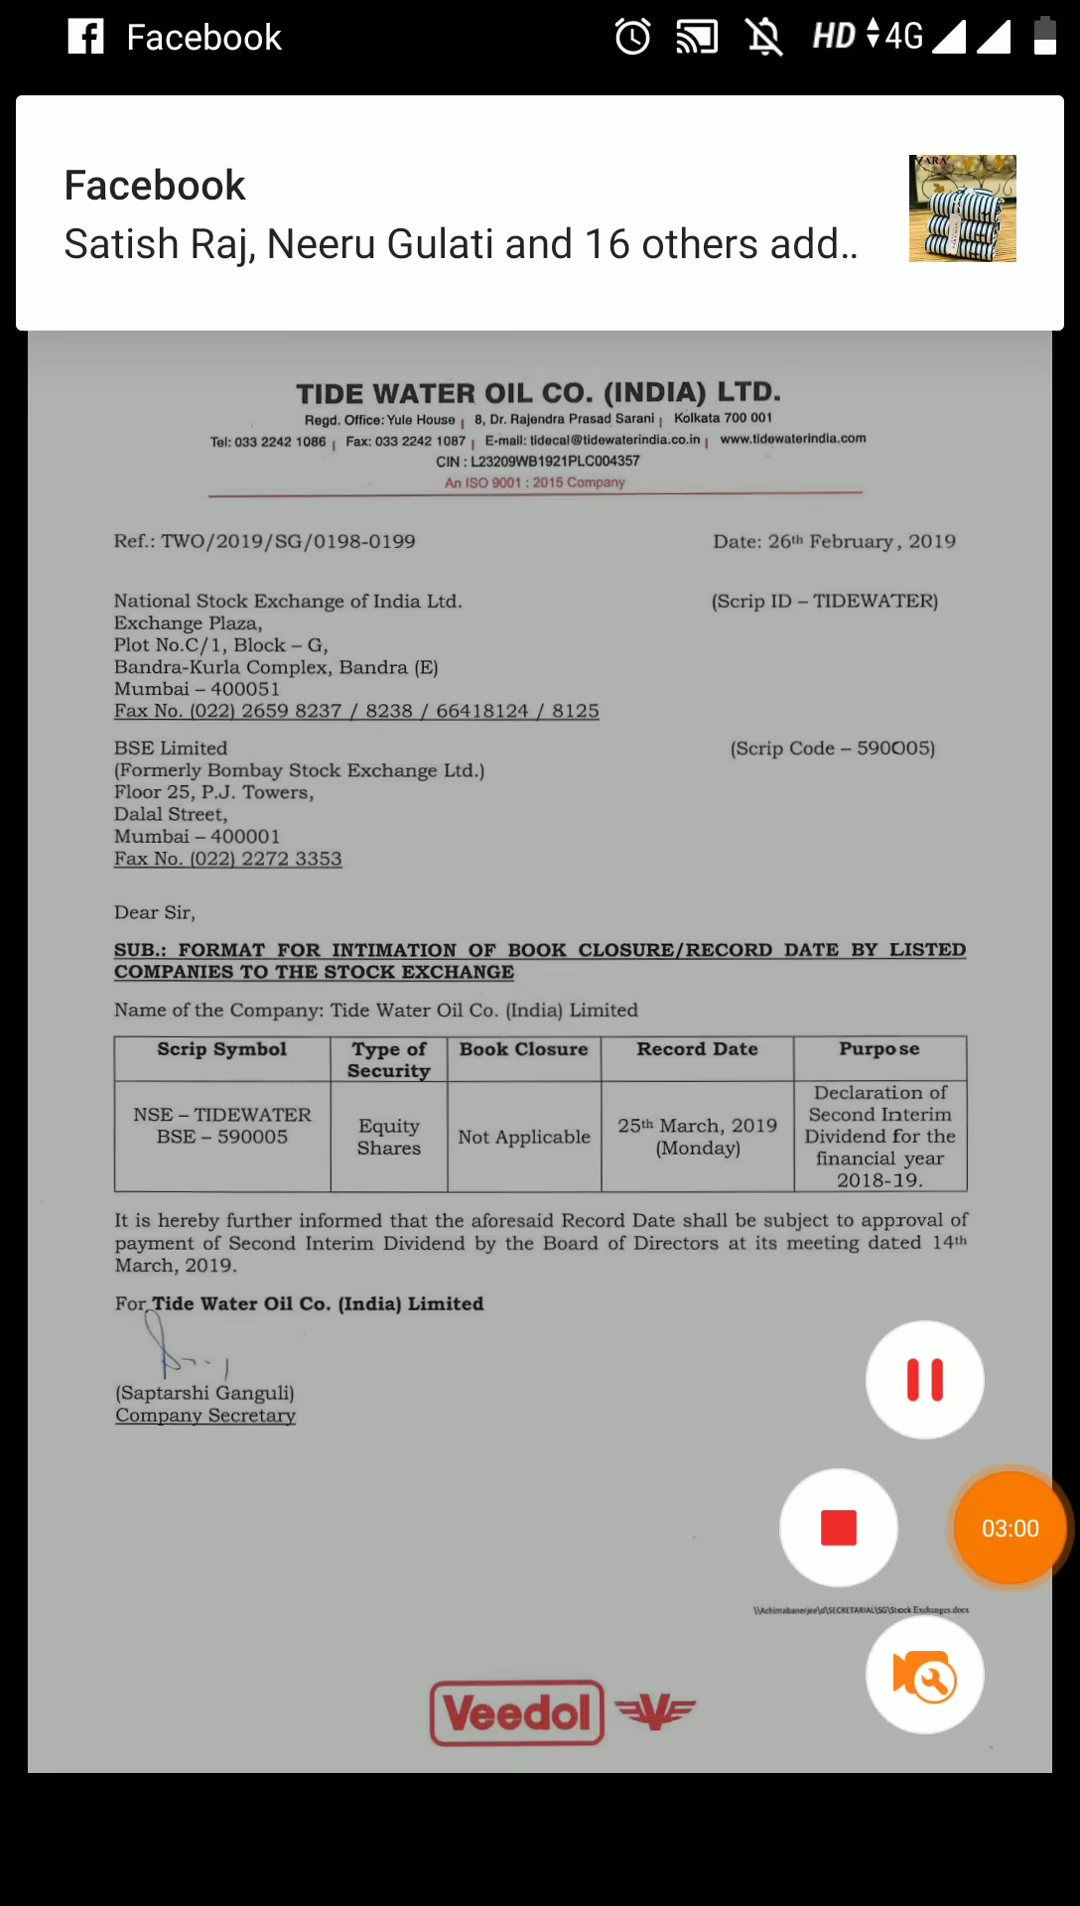 Facebook
HD 4G
Facebook
Satish Raj, Neeru Gulati and 16 others add..
ZARA
TIDE WATER OIL CO. (INDIA) LTD.
Regd. Office: Yule House | 8, Dr. Rajendra Prasad Sarani | Kolkata 700 001
Tel: 033 2242 1086 | Fax: 033 2242 1087 | E-mail: tidecal@tidewaterindia.co.in | www.tidewaterindia.com
CIN : L23209WB1921PLC004357
An ISO 9001 : 2015 Company
Ref.: TWO/2019/SG/0198-0199 Date: 26th February, 2019
National Stock Exchange of India Ltd. (Scrip ID – TIDEWATER)
Exchange Plaza,
Plot No.C/1, Block – G,
Bandra-Kurla Complex, Bandra (E)
Mumbai – 400051
Fax No. (022) 2659 8237 / 8238 / 66418124 / 8125
BSE Limited (Scrip Code – 590005)
(Formerly Bombay Stock Exchange Ltd.)
Floor 25, P.J. Towers,
Dalal Street,
Mumbai – 400001
Fax No. (022) 2272 3353
Dear Sir,
SUB.: FORMAT FOR INTIMATION OF BOOK CLOSURE/RECORD DATE BY LISTED
COMPANIES TO THE STOCK EXCHANGE
Name of the Company: Tide Water Oil Co. (India) Limited
Scrip Symbol Type of Security Book Closure Record Date Purpose
NSE – TIDEWATER BSE – 590005 Equity Shares Not Applicable 25th March, 2019 (Monday) Declaration of Second Interim Dividend for the financial year 2018-19.
It is hereby further informed that the aforesaid Record Date shall be subject to approval of
payment of Second Interim Dividend by the Board of Directors at its meeting dated 14th
March, 2019.
For Tide Water Oil Co. (India) Limited
(Saptarshi Ganguli)
Company Secretary
03:00
\\Achintabanerjee\d\SECRETARIAL\SG\Stock Exchanges.docx
Veedol